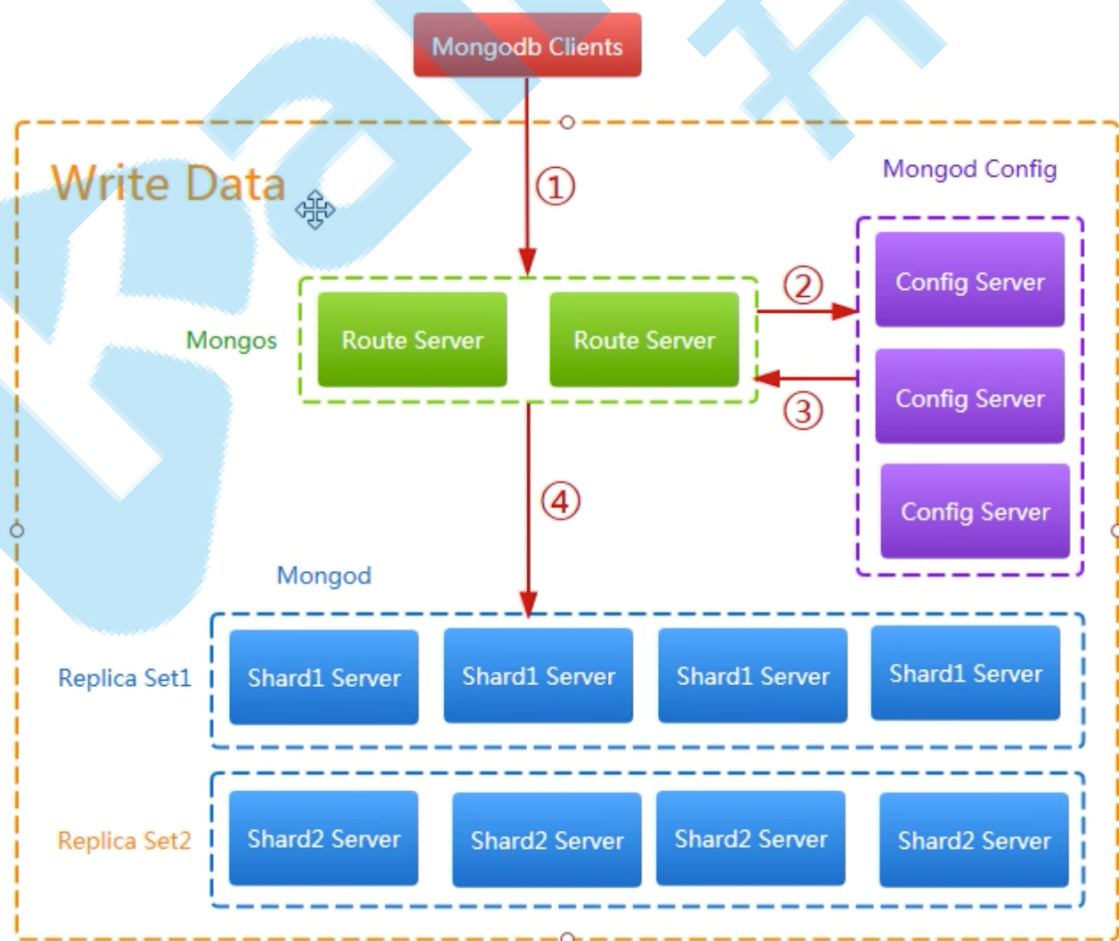 Mongodb Clients
Write Data
①
Mongod Config
②
Config Server
Mongos
Route Server
Route Server
③
Config Server
④
Config Server
Mongod
Replica Set1
Shard1 Server
Shard1 Server
Shard1 Server
Shard1 Server
Replica Set2
Shard2 Server
Shard2 Server
Shard2 Server
Shard2 Server